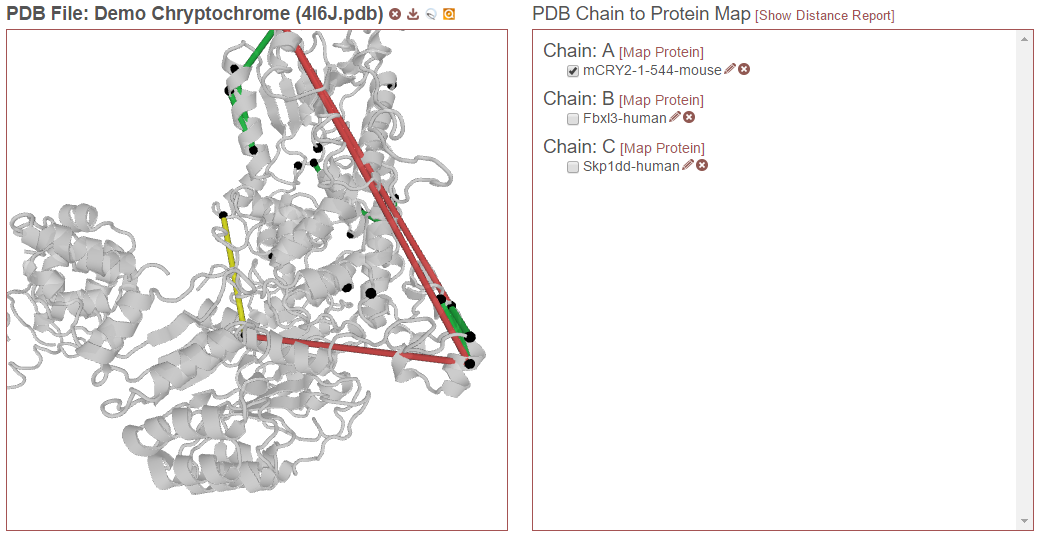 PDB File: Demo Chryptochrome (4I6J.pdb)
PDB Chain to Protein Map [Show Distance Report]
Chain: A [Map Protein]
mCRY2-1-544-mouse
Chain: B [Map Protein]
Fbxl3-human
Chain: C [Map Protein]
Skp1dd-human